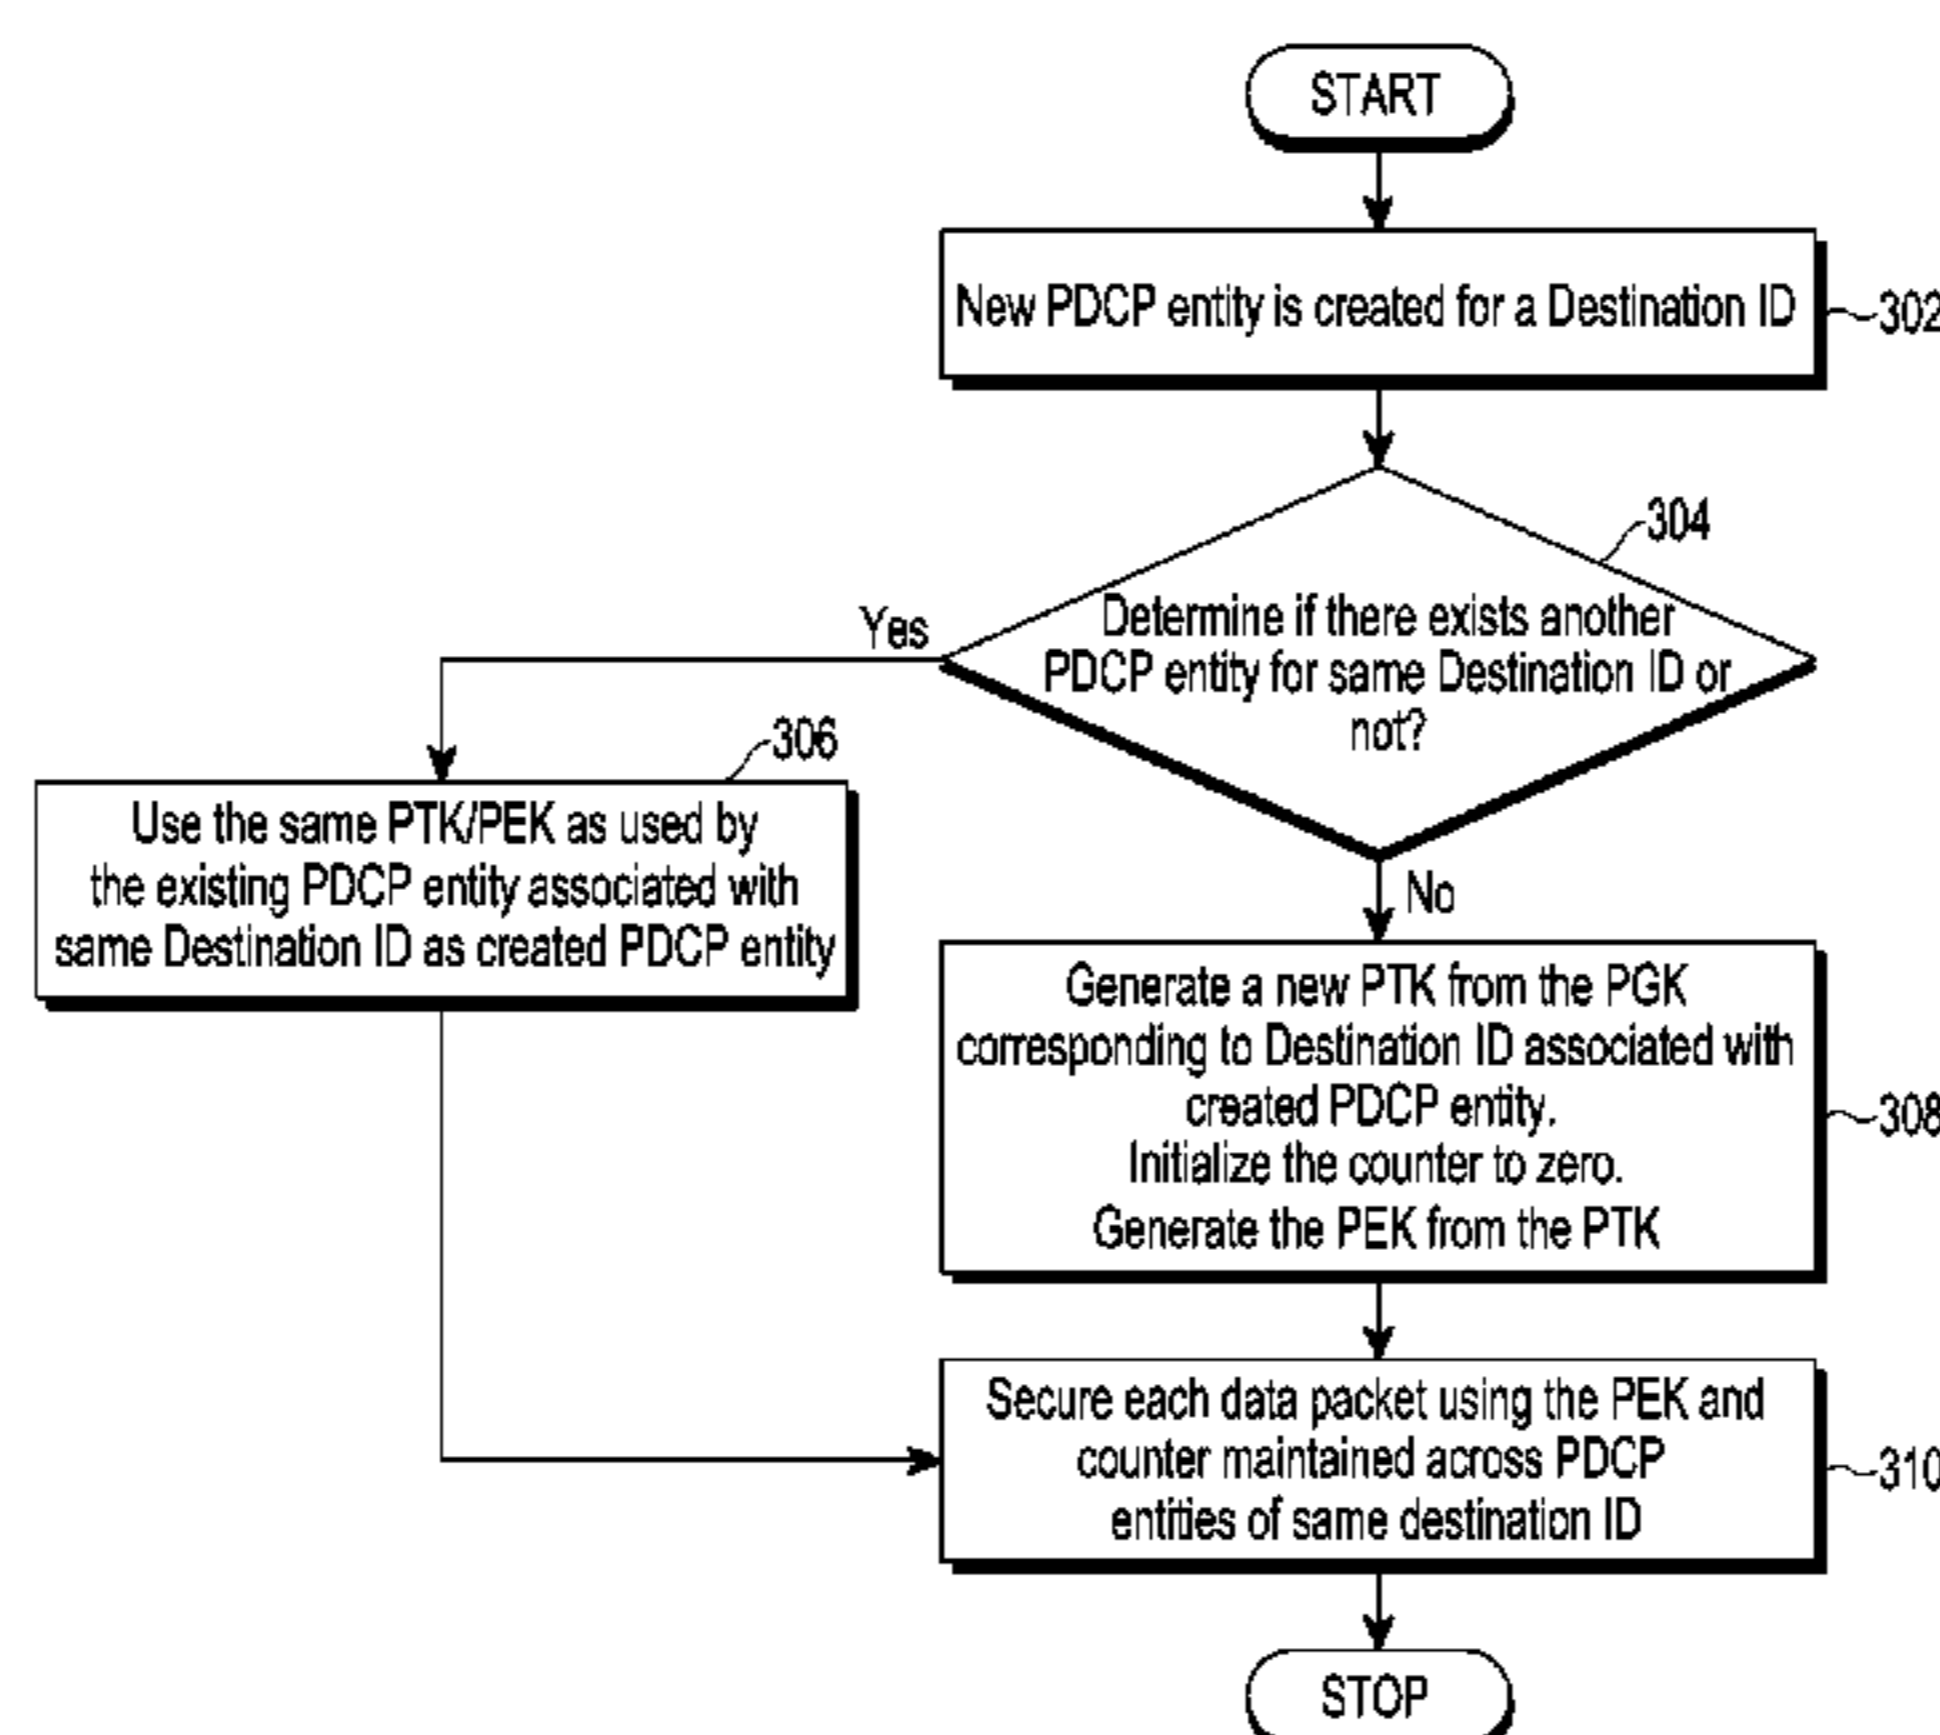 START
New PDCP entity is created for a Destination ID
302
304
Determine if there exists another
PDCP entity for same Destination ID or
not?
Yes
306
Use the same PTK/PEK as used by
the existing PDCP entity associated with
same Destination ID as created PDCP entity
No
Generate a new PTK from the PGK
corresponding to Destination ID associated with
created PDCP entity.
Initialize the counter to zero.
Generate the PEK from the PTK
308
Secure each data packet using the PEK and
counter maintained across PDCP
entities of same destination ID
310
STOP